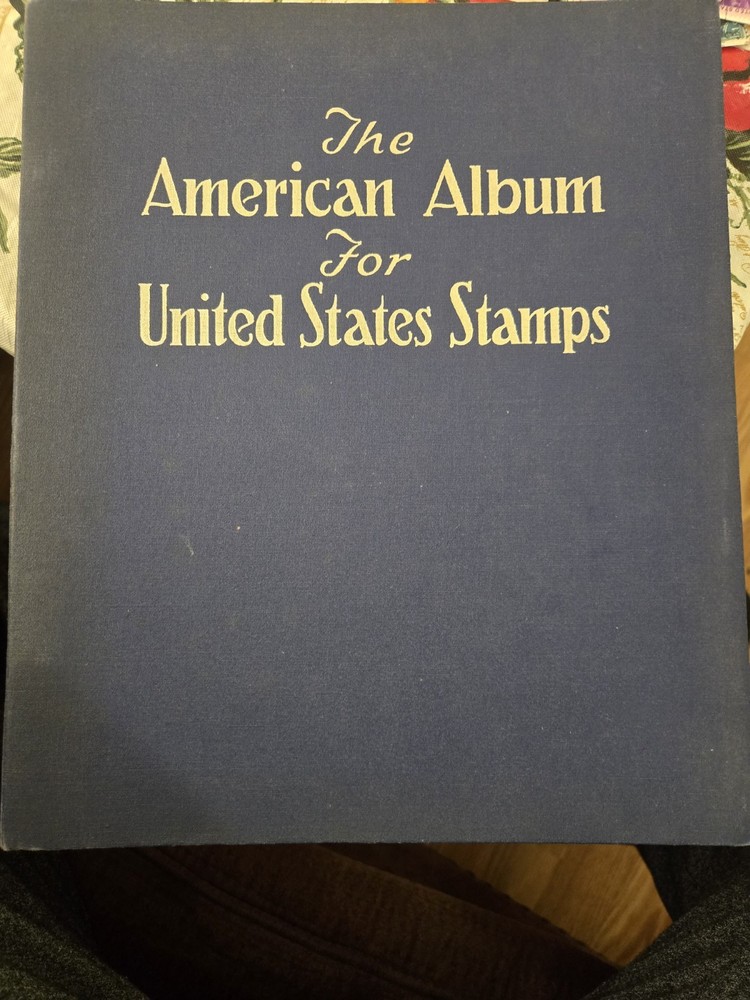 The
American Album
For
United States Stamps